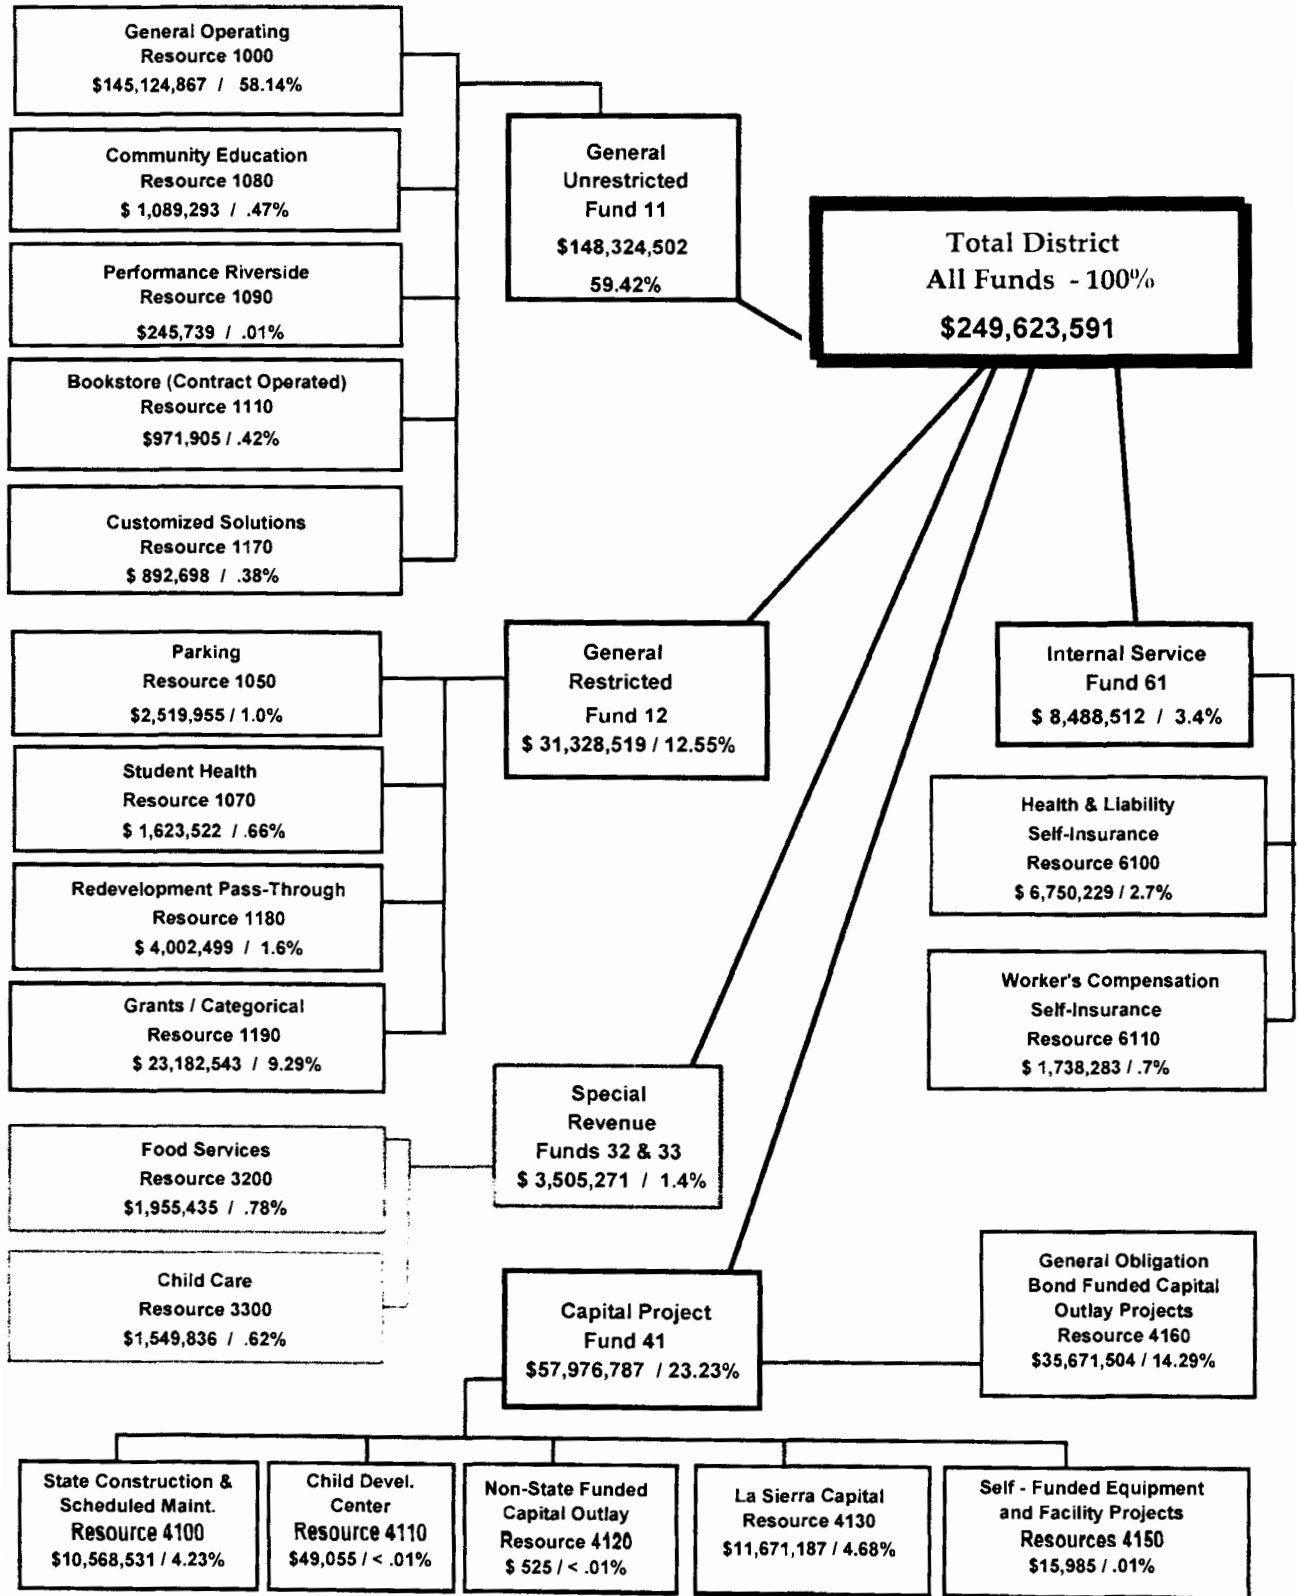 General Operating
Resource 1000
$145,124,867 / 58.14%
Community Education
Resource 1080
$ 1,089,293 / .47%
Performance Riverside
Resource 1090
$245,739 / .01%
Bookstore (Contract Operated)
Resource 1110
$971,905 / .42%
Customized Solutions
Resource 1170
$ 892,698 / .38%
General
Unrestricted
Fund 11
$148,324,502
59.42%
Total District
All Funds - 100%
$249,623,591
Parking
Resource 1050
$2,519,955 / 1.0%
Student Health
Resource 1070
$ 1,623,522 / .66%
Redevelopment Pass-Through
Resource 1180
$ 4,002,499 / 1.6%
Grants / Categorical
Resource 1190
$ 23,182,543 / 9.29%
General
Restricted
Fund 12
$ 31,328,519 / 12.55%
Internal Service
Fund 61
$ 8,488,512 / 3.4%
Health & Liability
Self-Insurance
Resource 6100
$ 6,750,229 / 2.7%
Worker's Compensation
Self-Insurance
Resource 6110
$ 1,738,283 / .7%
Food Services
Resource 3200
$1,955,435 / .78%
Child Care
Resource 3300
$1,549,836 / .62%
Special
Revenue
Funds 32 & 33
$ 3,505,271 / 1.4%
Capital Project
Fund 41
$57,976,787 / 23.23%
General Obligation
Bond Funded Capital
Outlay Projects
Resource 4160
$35,671,504 / 14.29%
State Construction &
Scheduled Maint.
Resource 4100
$10,568,531 / 4.23%
Child Devel.
Center
Resource 4110
$49,055 / < .01%
Non-State Funded
Capital Outlay
Resource 4120
$ 525 / < .01%
La Sierra Capital
Resource 4130
$11,671,187 / 4.68%
Self - Funded Equipment
and Facility Projects
Resources 4150
$15,985 / .01%